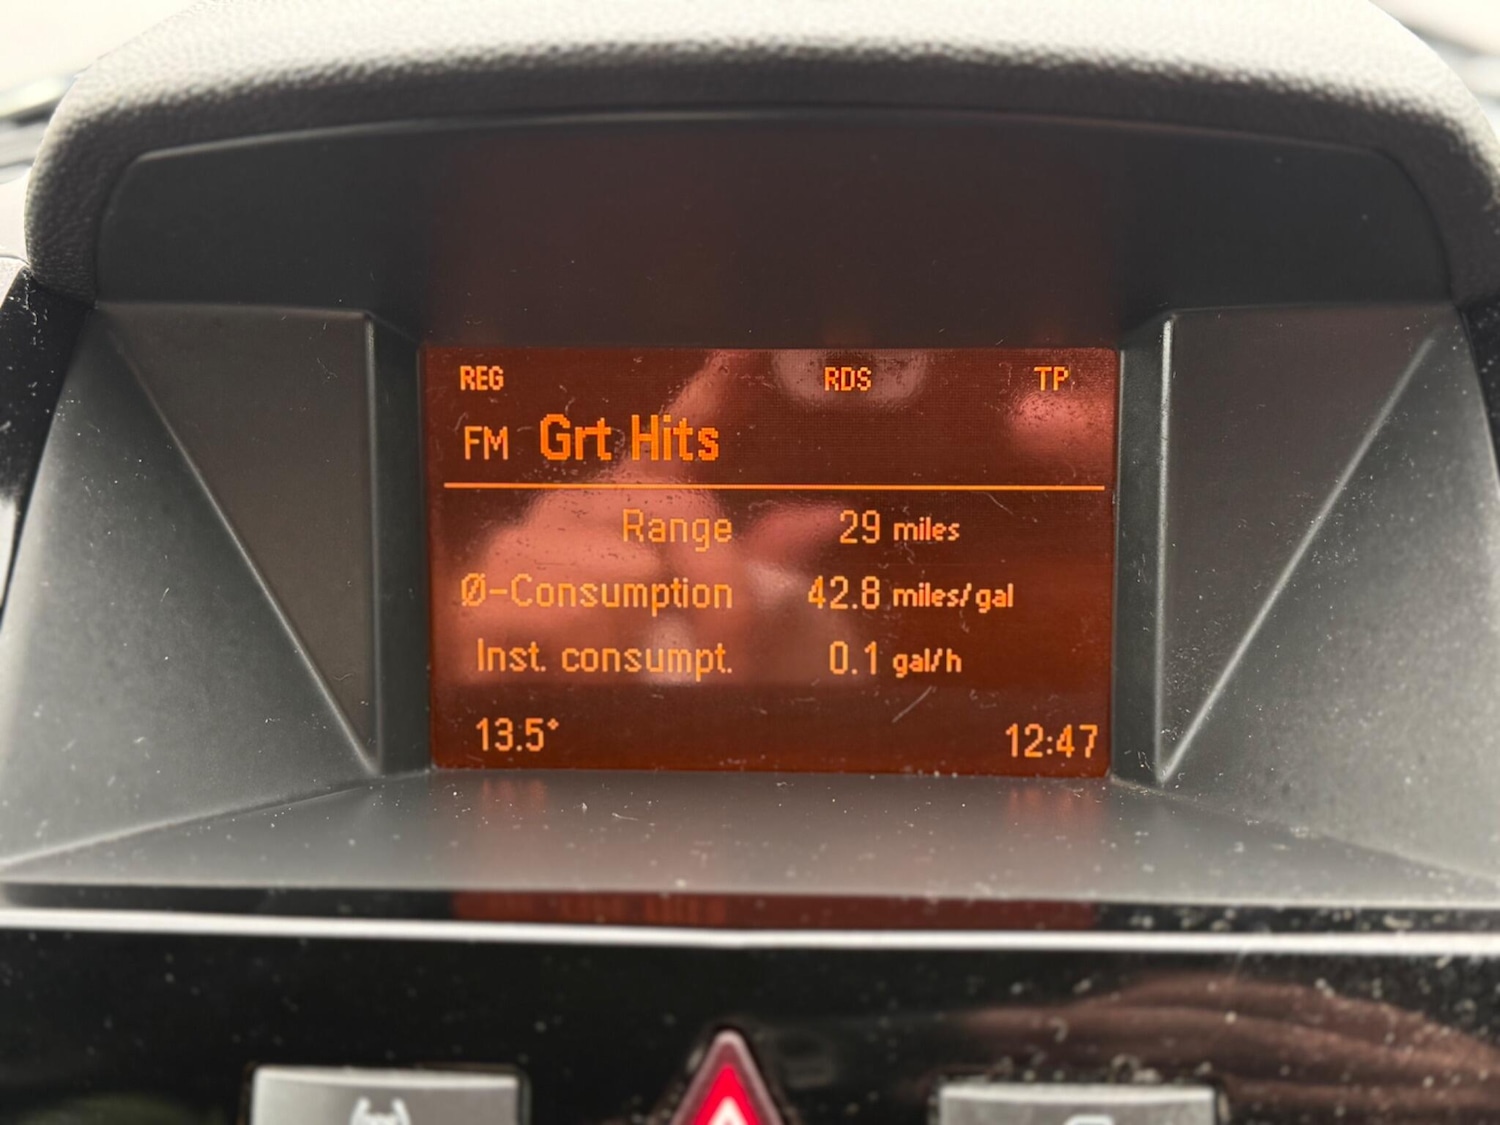 REG RDS TP
FM Grt Hits
Range 29 miles
Ø-Consumption 42.8 miles/gal
Inst. consumpt. 0.1 gal/h
13.5° 12:47